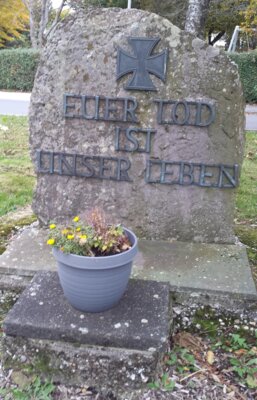 EUER TOD
IST
UNSER LEBEN